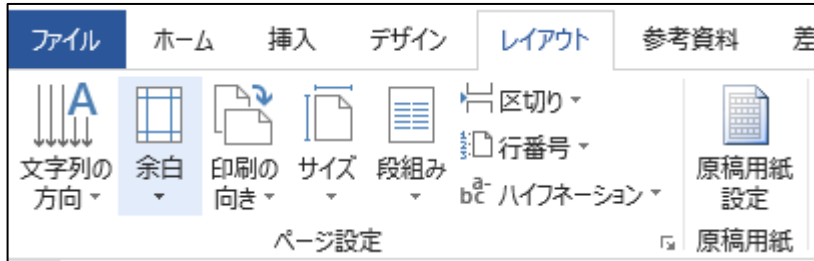 ファイル ホーム 挿入 デザイン レイアウト 参考資料 差
A
文字列の方向
余白
印刷の向き
サイズ
段組み
区切り
行番号
bc a- ハイフネーション
ページ設定
原稿用紙設定
原稿用紙